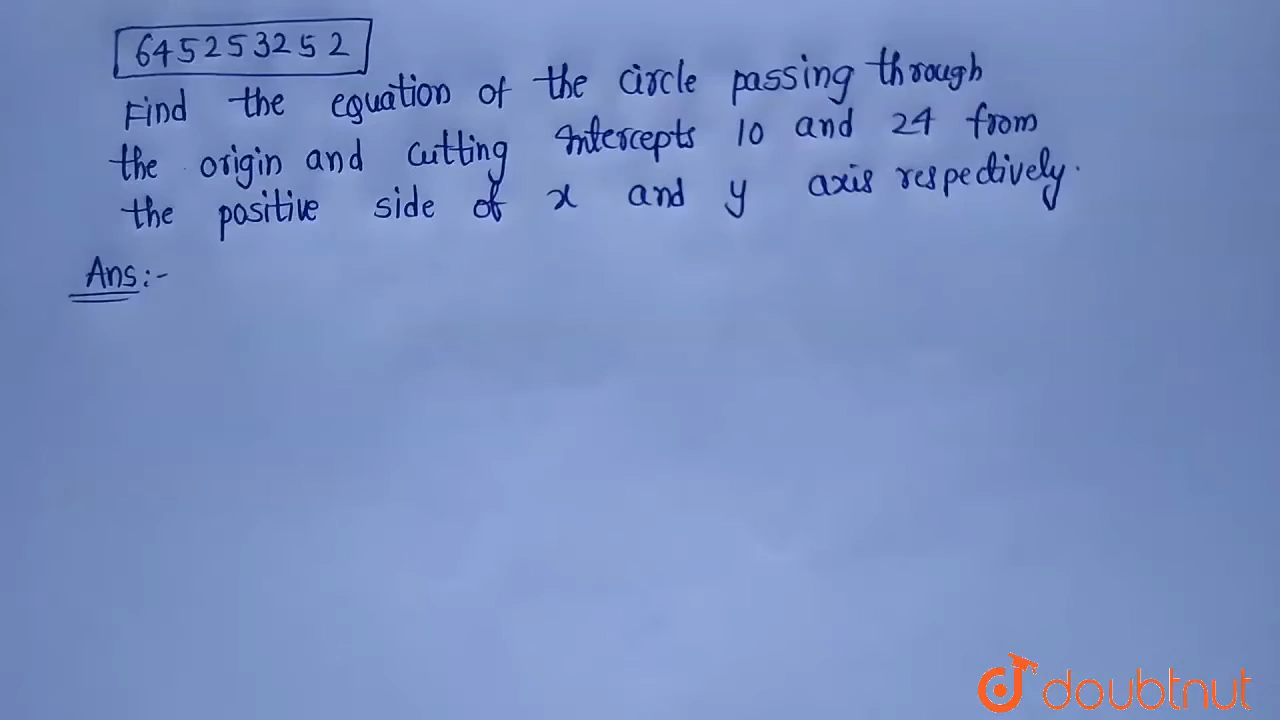 645253252
Find the equation of the circle passing through
the origin and cutting Intercepts 10 and 24 from
the positive side of x and y axis respectively.
Ans:-
doubtnut